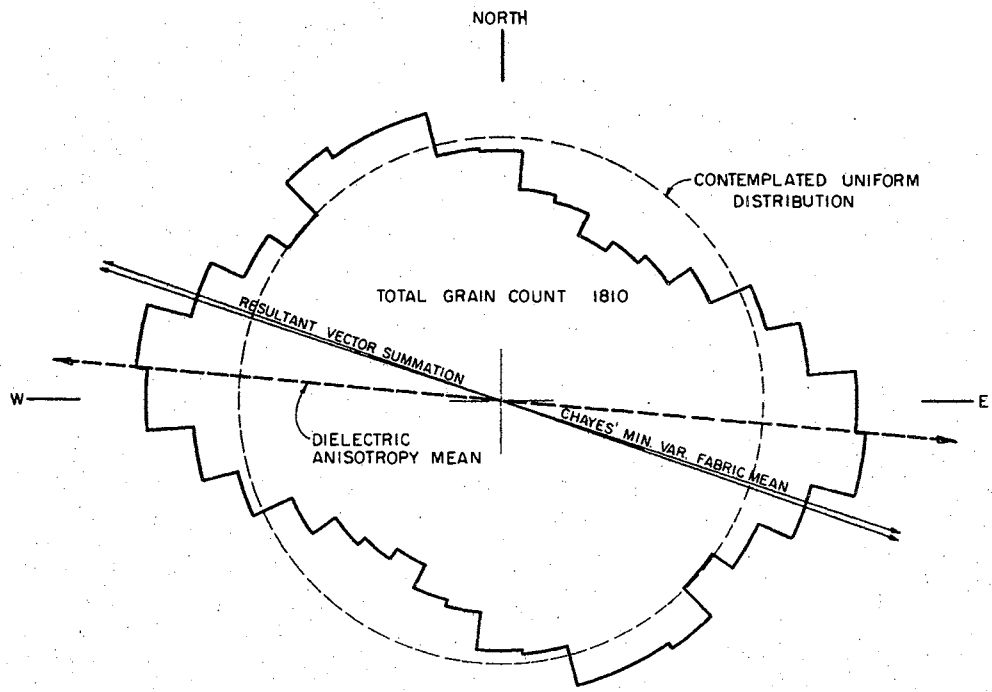 NORTH
CONTEMPLATED UNIFORM
DISTRIBUTION
TOTAL GRAIN COUNT 1810
RESULTANT VECTOR SUMMATION
W
E
CHAYES' MIN. VAR. FABRIC MEAN
DIELECTRIC
ANISOTROPY MEAN